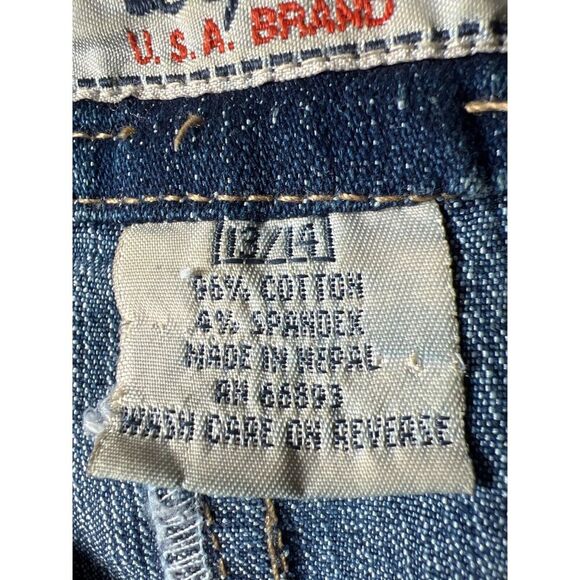 U.S.A. BRAND
13/14
96% COTTON
4% SPANDEX
MADE IN NEPAL
RN 66893
WASH CARE ON REVERSE